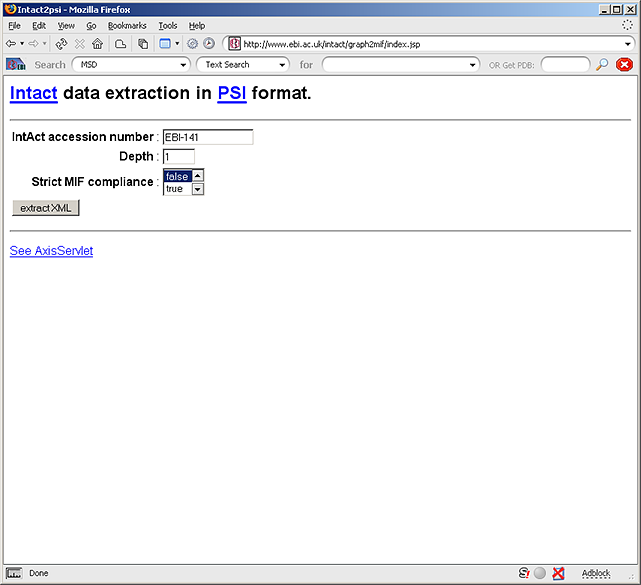 Intact2psi - Mozilla Firefox
File Edit View Go Bookmarks Tools Help
http://www.ebi.ac.uk/intact/graph2mif/index.jsp
Search MSD Text Search for OR Get PDB:
Intact data extraction in PSI format.
IntAct accession number : EBI-141
Depth : 1
Strict MIF compliance : false
true
extract XML
See AxisServlet
Done Adblock